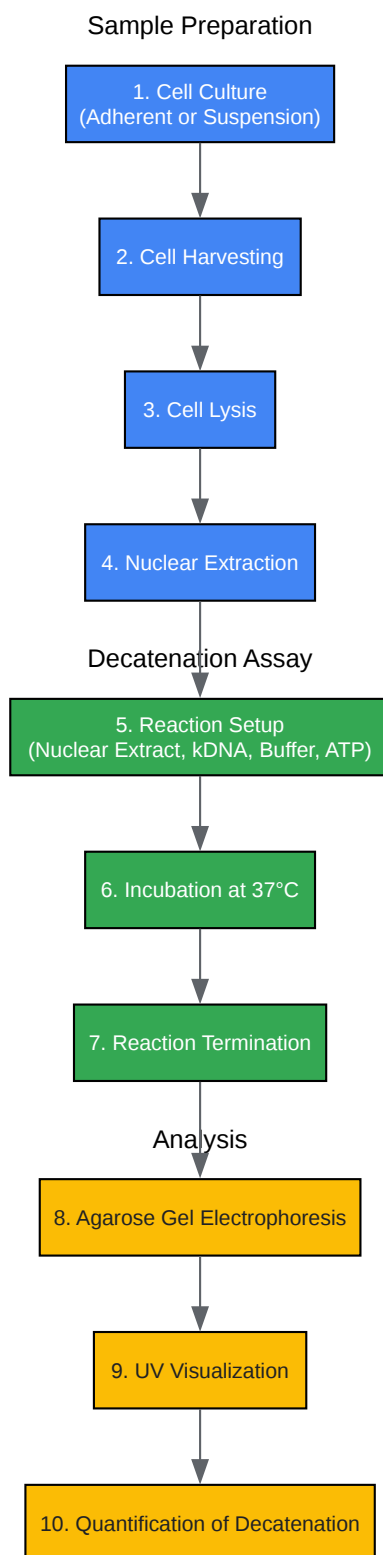 Sample Preparation
1. Cell Culture
(Adherent or Suspension)
2. Cell Harvesting
3. Cell Lysis
4. Nuclear Extraction
Decatenation Assay
5. Reaction Setup
(Nuclear Extract, kDNA, Buffer, ATP)
6. Incubation at 37°C
7. Reaction Termination
Analysis
8. Agarose Gel Electrophoresis
9. UV Visualization
10. Quantification of Decatenation